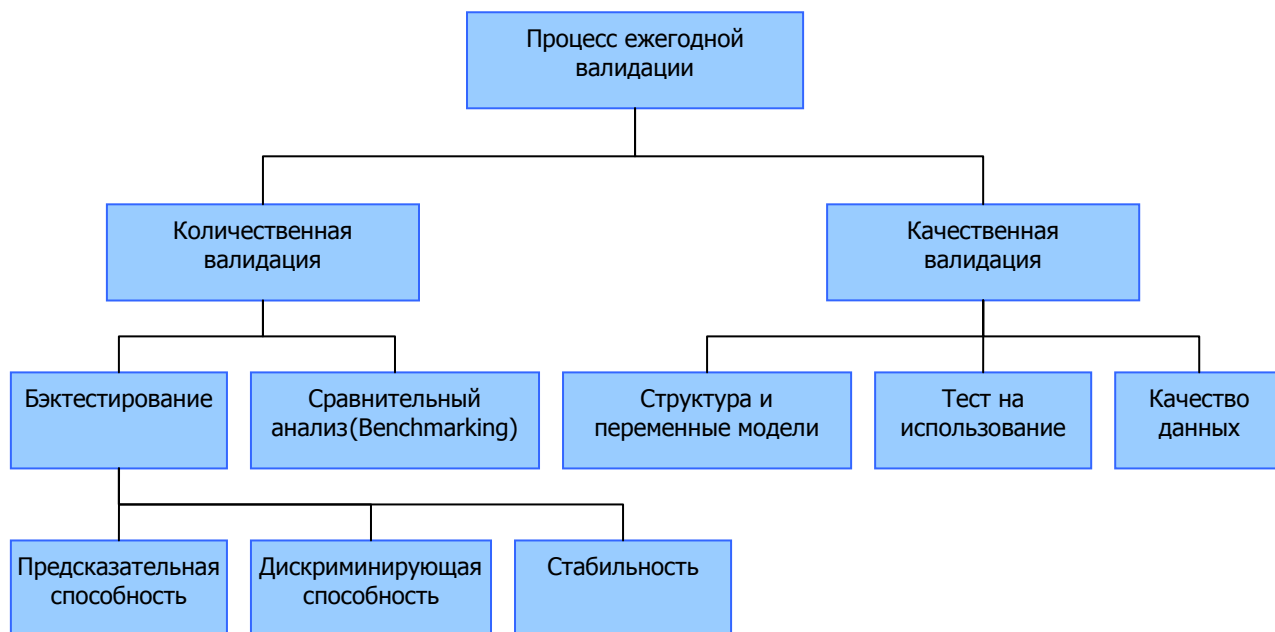 Процесс ежегодной
валидации
Количественная
валидация
Качественная
валидация
Бэктестирование
Сравнительный
анализ(Benchmarking)
Структура и
переменные модели
Тест на
использование
Качество
данных
Предсказательная
способность
Дискриминирующая
способность
Стабильность